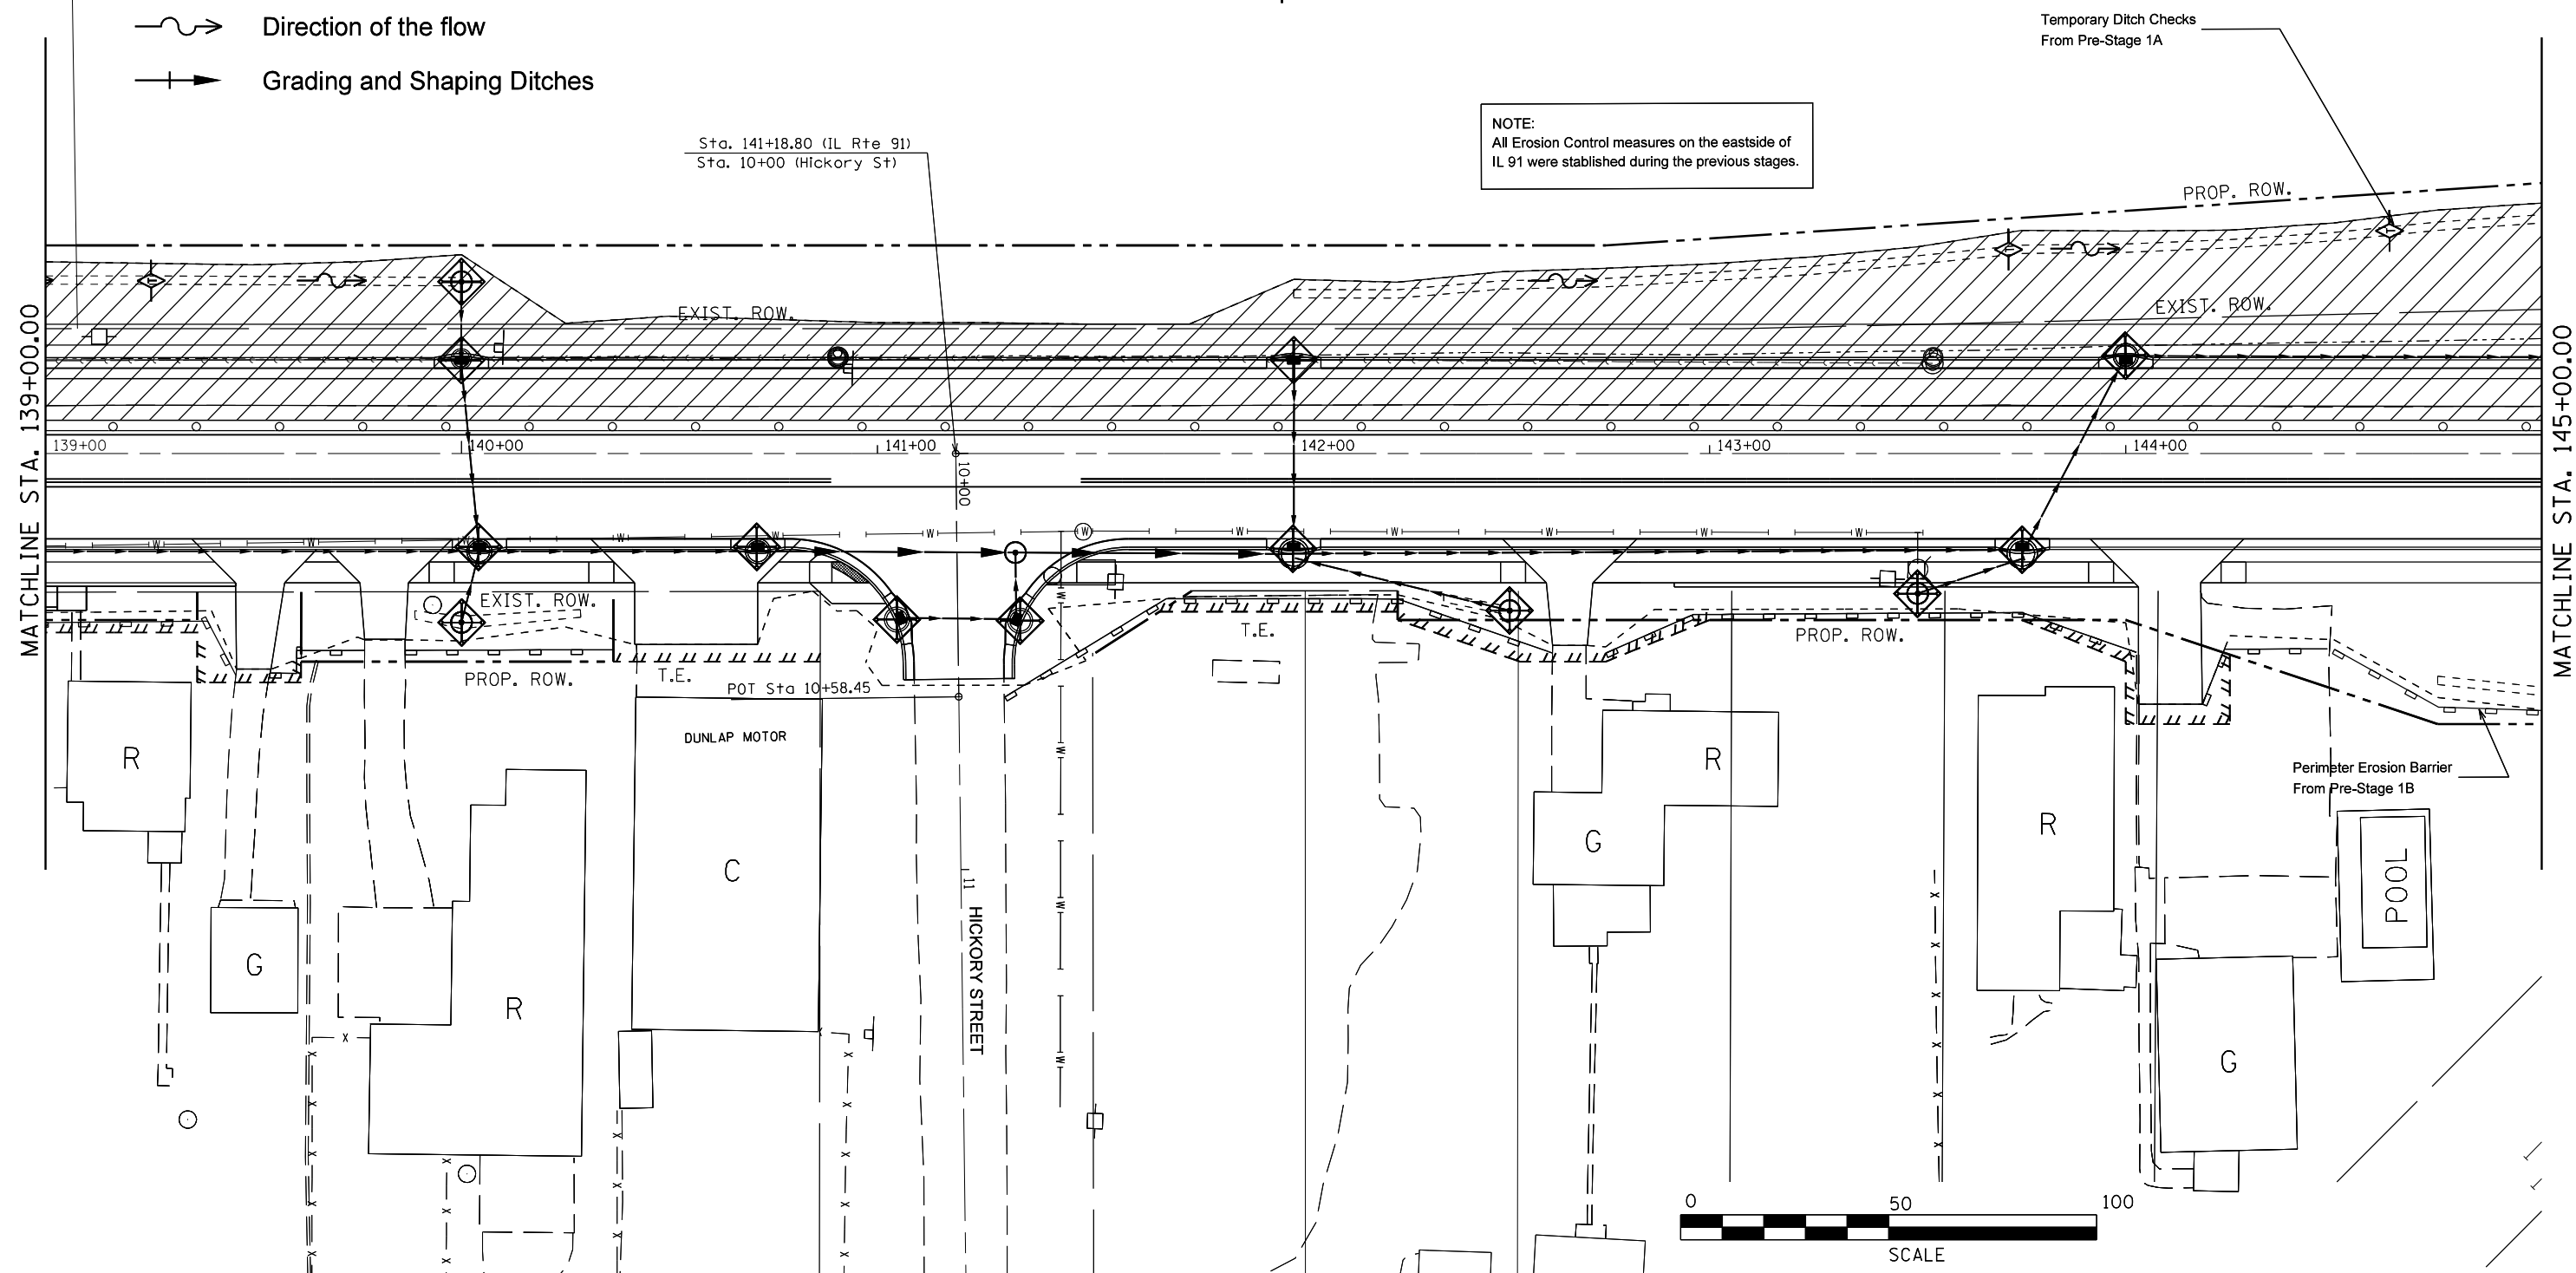 Direction of the flow
Grading and Shaping Ditches
Temporary Ditch Checks
From Pre-Stage 1A
Sta. 141+18.80 (IL Rte 91)
Sta. 10+00 (Hickory St)
NOTE:
All Erosion Control measures on the eastside of
IL 91 were stablished during the previous stages.
PROP. ROW.
EXIST. ROW.
EXIST. ROW.
MATCHLINE STA. 139+00.00
MATCHLINE STA. 145+00.00
139+00
140+00
141+00
142+00
143+00
144+00
10+00
W W W W W W W W W W W W W
EXIST. ROW.
T.E.
PROP. ROW.
PROP. ROW.
T.E.
POT Sta 10+58.45
W
W
W
W
DUNLAP MOTOR
R
R
Perimeter Erosion Barrier
From Pre-Stage 1B
R
G
C
11
HICKORY STREET
POOL
G
R
G
X X X X X X X X X X X X X X X X X X
0 50 100
SCALE